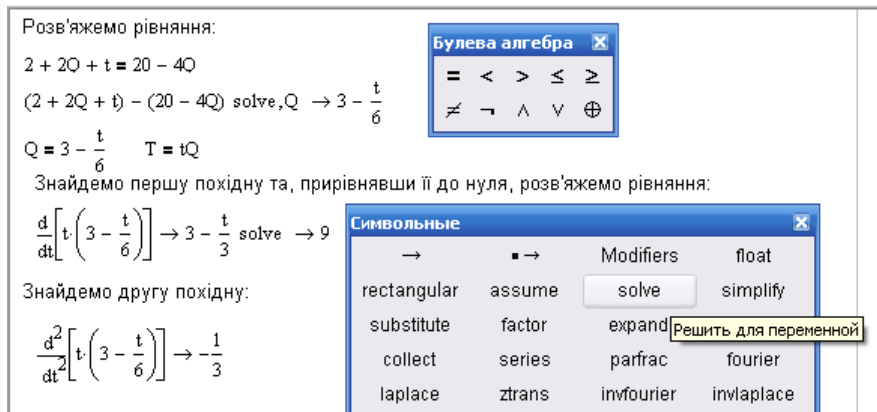 Розв'яжемо рівняння:
2 + 2Q + t = 20 − 4Q
(2 + 2Q + t) − (20 − 4Q) solve,Q → 3 − t/6
Q = 3 − t/6 T = tQ
Знайдемо першу похідну та, прирівнявши її до нуля, розв'яжемо рівняння:
d/dt[t·(3 − t/6)] → 3 − t/3 solve → 9
Знайдемо другу похідну:
d²/dt²[t·(3 − t/6)] → −1/3
Булева алгебра
= < > ≤ ≥
≠ ¬ ∧ ∨ ⊕
Символьные
→ ▪→ Modifiers float
rectangular assume solve simplify
substitute factor expand
Решить для переменной
collect series parfrac fourier
laplace ztrans invfourier invlaplace